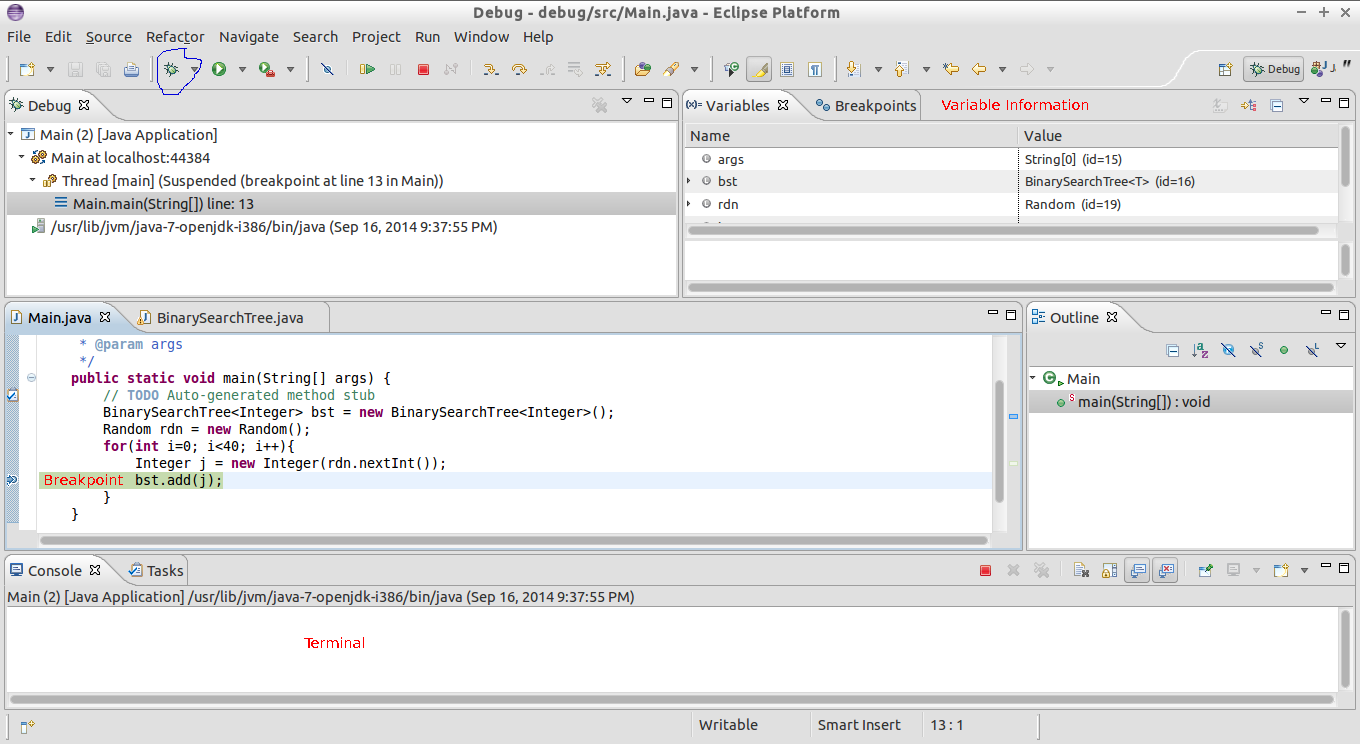 Debug - debug/src/Main.java - Eclipse Platform
File Edit Source Refactor Navigate Search Project Run Window Help
Debug
Debug
Main (2) [Java Application]
Main at localhost:44384
Thread [main] (Suspended (breakpoint at line 13 in Main))
Main.main(String[]) line: 13
/usr/lib/jvm/java-7-openjdk-i386/bin/java (Sep 16, 2014 9:37:55 PM)
(x)= Variables Breakpoints Variable Information
Name Value
args String[0] (id=15)
bst BinarySearchTree<T> (id=16)
rdn Random (id=19)
Main.java BinarySearchTree.java
* @param args
*/
public static void main(String[] args) {
// TODO Auto-generated method stub
BinarySearchTree<Integer> bst = new BinarySearchTree<Integer>();
Random rdn = new Random();
for(int i=0; i<40; i++){
Integer j = new Integer(rdn.nextInt());
Breakpoint bst.add(j);
}
}
Outline
Main
main(String[]) : void
Console Tasks
Main (2) [Java Application] /usr/lib/jvm/java-7-openjdk-i386/bin/java (Sep 16, 2014 9:37:55 PM)
Terminal
Writable Smart Insert 13 : 1